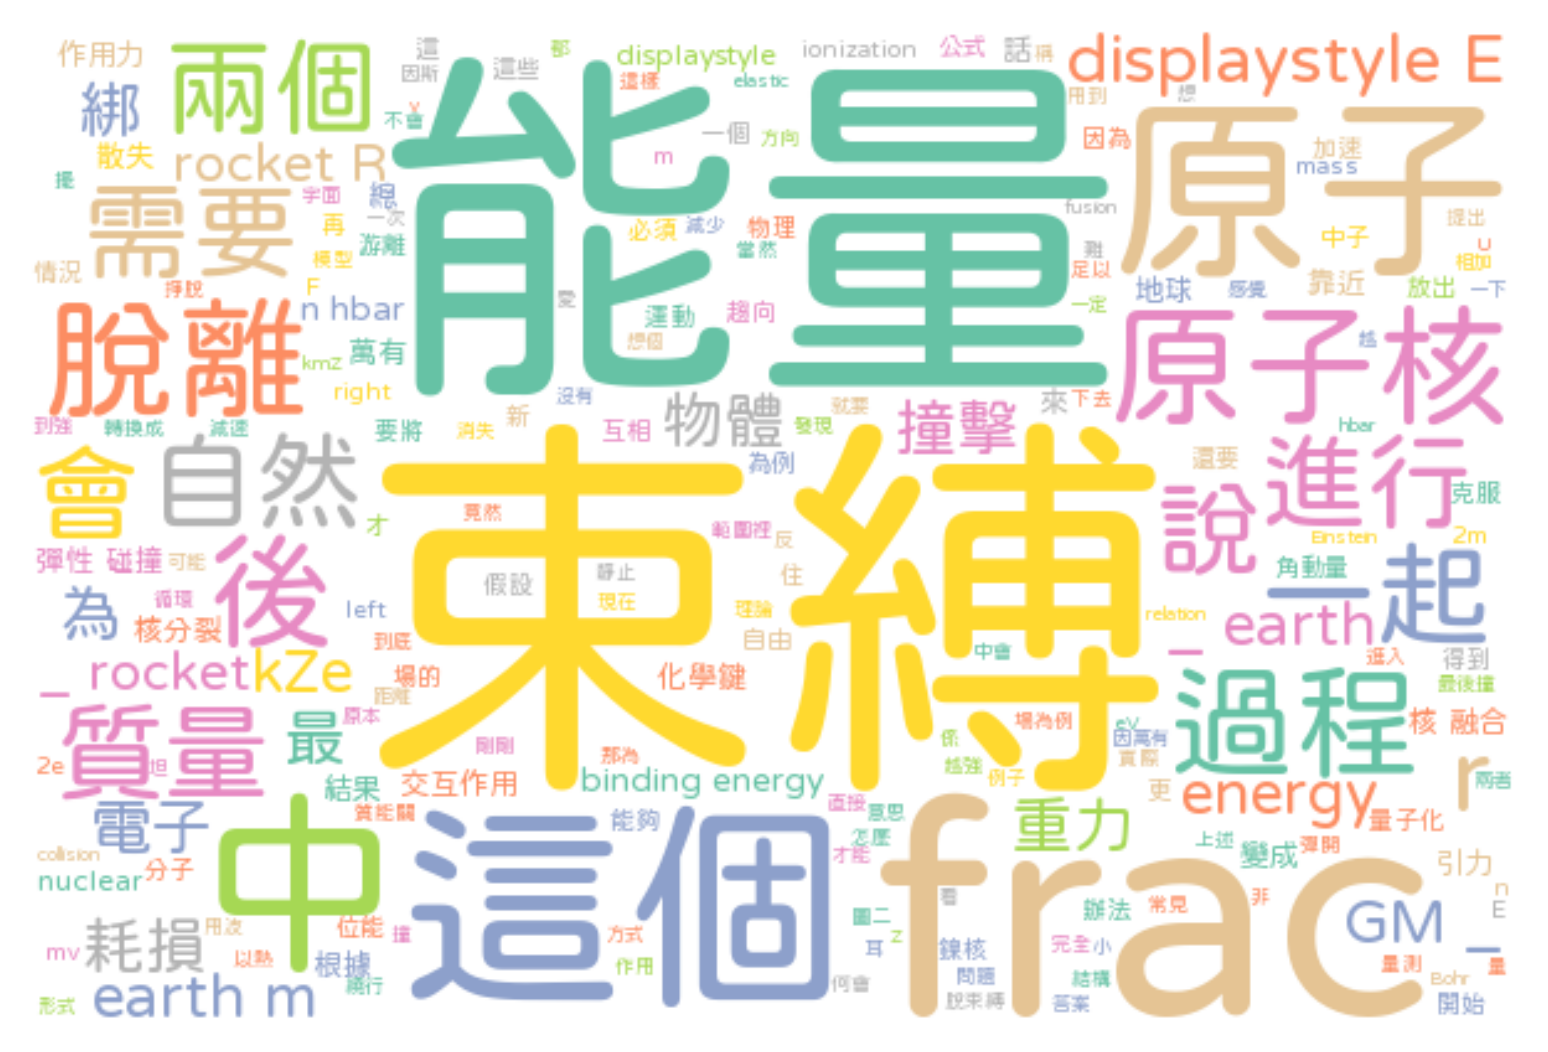 作用力
兩個
這
因斯
這些
都
displaystyle
ionization
公式
話
稱
displaystyle E
綁
不會
這樣
elastic
能量
用到
想
原子
散失
rocket R
一個
方向
m
因為
加速
mass
需要
字面
總
一次
再
游離
必須
減少
物理
當然
fusion
難
足以
中子
提出
U
相加
情況
模型
F
掙脫
脫離
n hbar
愛
運動
趨向
想個
一定
地球
感覺
靠近
放出
一下
萬有
kmZ
right
原子核
越
到強
轉換成
減速
要將
消失
新
沒有
互相
物體
就要
發現
撞擊
來
下去
hbar
會
自然
才
束縛
為例
還要
進行
克服
竟然
範圍裡
反
說
Einstein
2m
彈性 碰撞
可能
後
假設
靜止
現在
住
理論
自由
角動量
一起
為
循環
核分裂
left
到底
relation
_ earth
中會
進入
得到
_ rocket
kZe
場的
距離
化學鍵
過程
最後撞
質量
最
原本
剛剛
那為
場為例
eV
因萬有
係
核 融合
2e
坦
結果
交互作用
binding energy
越強
例子
實際
更
energy
r
兩者
電子
中
質能關
這個
能夠
直接
意思
怎麼
才能
frac
重力
量子化
上述
變成
彈開
引力
collision
nuclear
分子
看
n
E
耗損
用波
位能
撞
方式
圖二
耳
z
辦法
常見
非
GM
_
mv
以熱
根據
繞行
作用
何會
鎳核
問題
脫束縛
完全
小
結構
答案
量測
Bohr
量
形式
earth m
開始